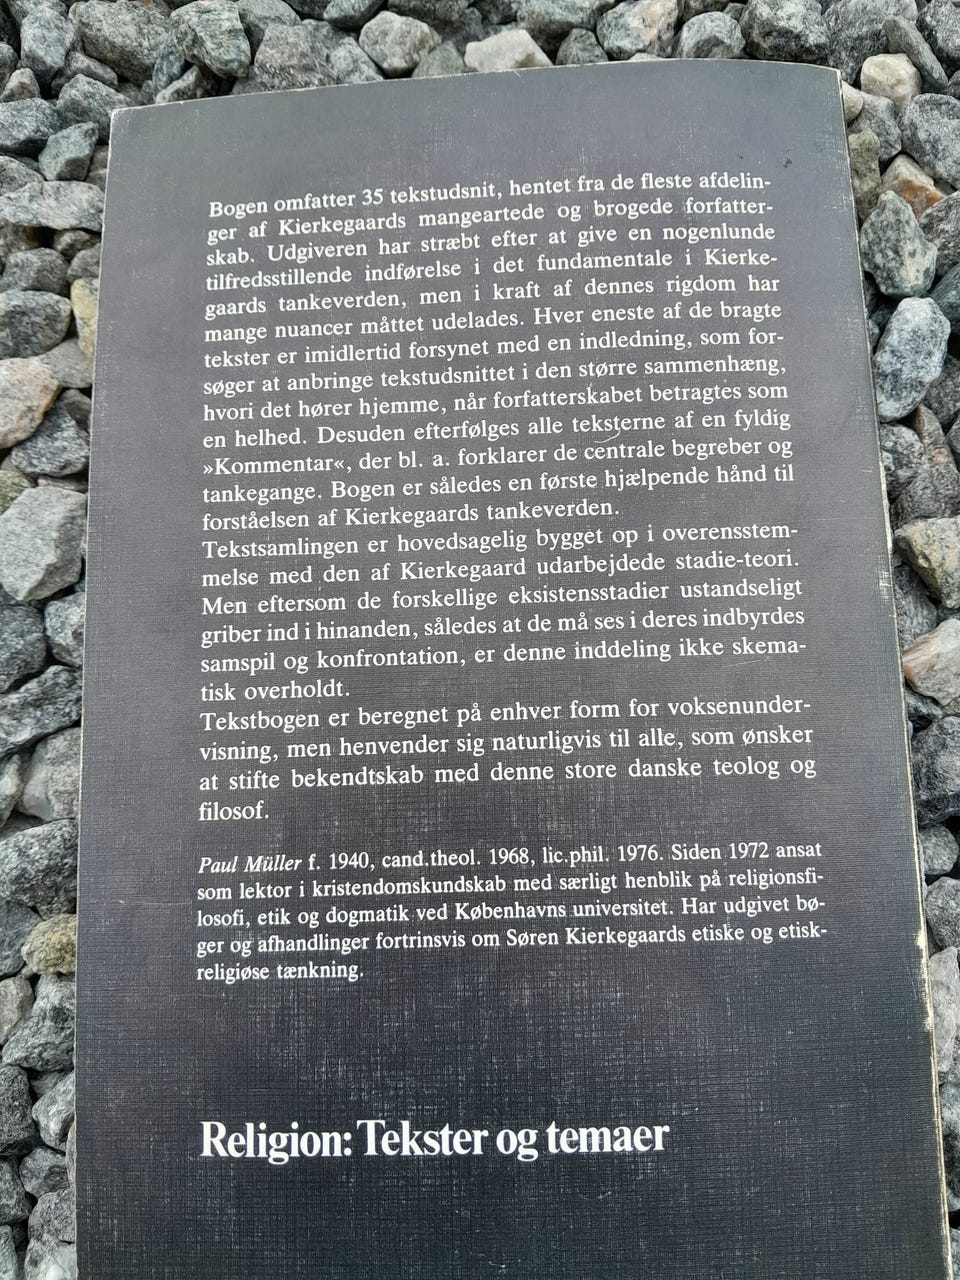 Bogen omfatter 35 tekstudsnit, hentet fra de fleste afdelin-
ger af Kierkegaards mangeartede og brogede forfatter-
skab. Udgiveren har stræbt efter at give en nogenlunde
tilfredsstillende indførelse i det fundamentale i Kierke-
gaards tankeverden, men i kraft af dennes rigdom har
mange nuancer måttet udelades. Hver eneste af de bragte
tekster er imidlertid forsynet med en indledning, som for-
søger at anbringe tekstudsnittet i den større sammenhæng,
hvori det hører hjemme, når forfatterskabet betragtes som
en helhed. Desuden efterfølges alle teksterne af en fyldig
»Kommentar«, der bl. a. forklarer de centrale begreber og
tankegange. Bogen er således en første hjælpende hånd til
forståelsen af Kierkegaards tankeverden.
Tekstsamlingen er hovedsagelig bygget op i overensstem-
melse med den af Kierkegaard udarbejdede stadie-teori.
Men eftersom de forskellige eksistensstadier ustandseligt
griber ind i hinanden, således at de må ses i deres indbyrdes
samspil og konfrontation, er denne inddeling ikke skema-
tisk overholdt.
Tekstbogen er beregnet på enhver form for voksenunder-
visning, men henvender sig naturligvis til alle, som ønsker
at stifte bekendtskab med denne store danske teolog og
filosof.
Paul Müller f. 1940, cand.theol. 1968, lic.phil. 1976. Siden 1972 ansat
som lektor i kristendomskundskab med særligt henblik på religionsfi-
losofi, etik og dogmatik ved Københavns universitet. Har udgivet bø-
ger og afhandlinger fortrinsvis om Søren Kierkegaards etiske og etisk-
religiøse tænkning.
Religion: Tekster og temaer